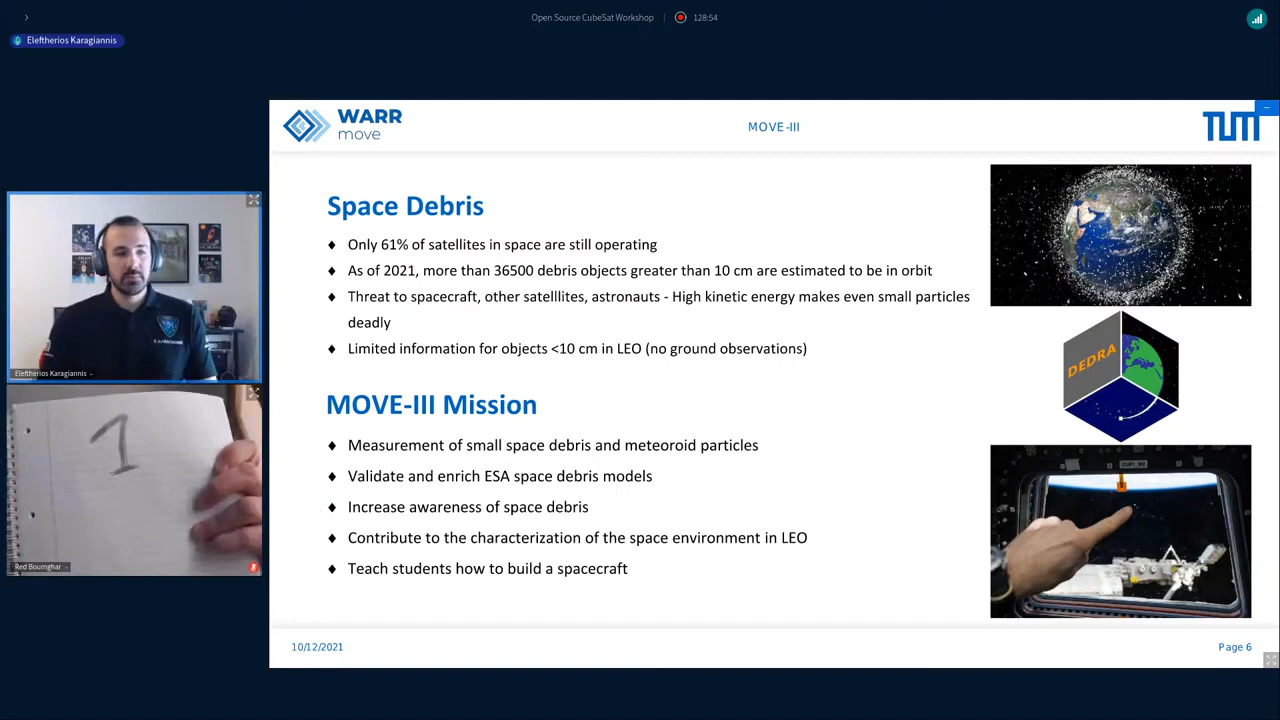 Open Source CubeSat Workshop
128:54
Eleftherios Karagiannis
WARR
move
MOVE-III
TUM
Space Debris
♦ Only 61% of satellites in space are still operating
♦ As of 2021, more than 36500 debris objects greater than 10 cm are estimated to be in orbit
♦ Threat to spacecraft, other satelllites, astronauts - High kinetic energy makes even small particles
deadly
♦ Limited information for objects <10 cm in LEO (no ground observations)
MOVE-III Mission
♦ Measurement of small space debris and meteoroid particles
♦ Validate and enrich ESA space debris models
♦ Increase awareness of space debris
♦ Contribute to the characterization of the space environment in LEO
♦ Teach students how to build a spacecraft
DEDRA
10/12/2021
Page 6
Eleftherios Karagiannis
1
Red Boumghar